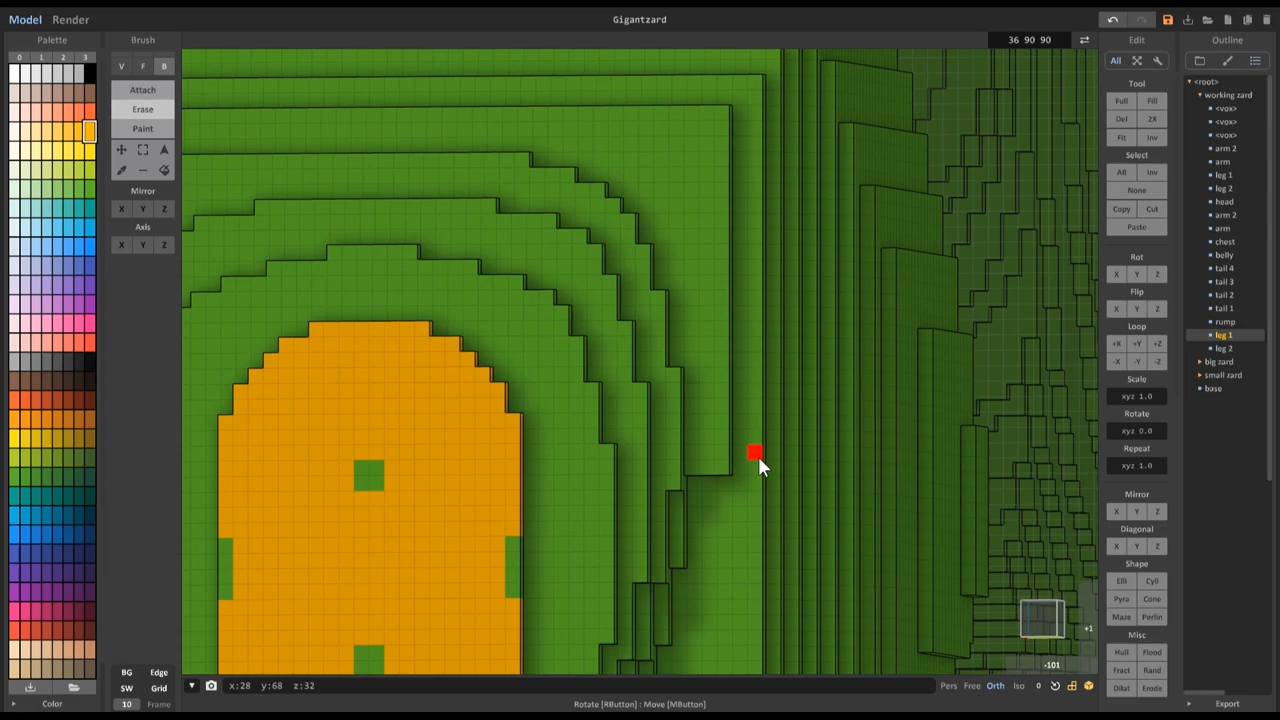 Model Render
Gigantzard
Palette
Brush
36 90 90
Edit
Outline
0 1 2 3
V F B
All
Attach
Erase
Paint
Mirror
X Y Z
Axis
X Y Z
Tool
Full Fill
Del 2X
Fit Inv
Select
All Inv
None
Copy Cut
Paste
Rot
X Y Z
Flip
X Y Z
Loop
+X +Y +Z
-X -Y -Z
Scale
xyz 1.0
Rotate
xyz 0.0
Repeat
xyz 1.0
Mirror
X Y Z
Diagonal
X Y Z
Shape
Elli Cyli
Pyra Cone
Maze Perlin
Misc
Hull Flood
Fract Rand
Dilat Erode
<root>
working zard
<vox>
<vox>
<vox>
arm 2
arm
leg 1
leg 2
head
arm 2
arm
chest
belly
tail 4
tail 3
tail 2
tail 1
rump
leg 1
leg 2
big zard
small zard
base
+1
-101
BG Edge
SW Grid
10 Frame
Color
x:28 y:68 z:32
Pers Free Orth Iso 0
Rotate [RButton] : Move [MButton]
Export